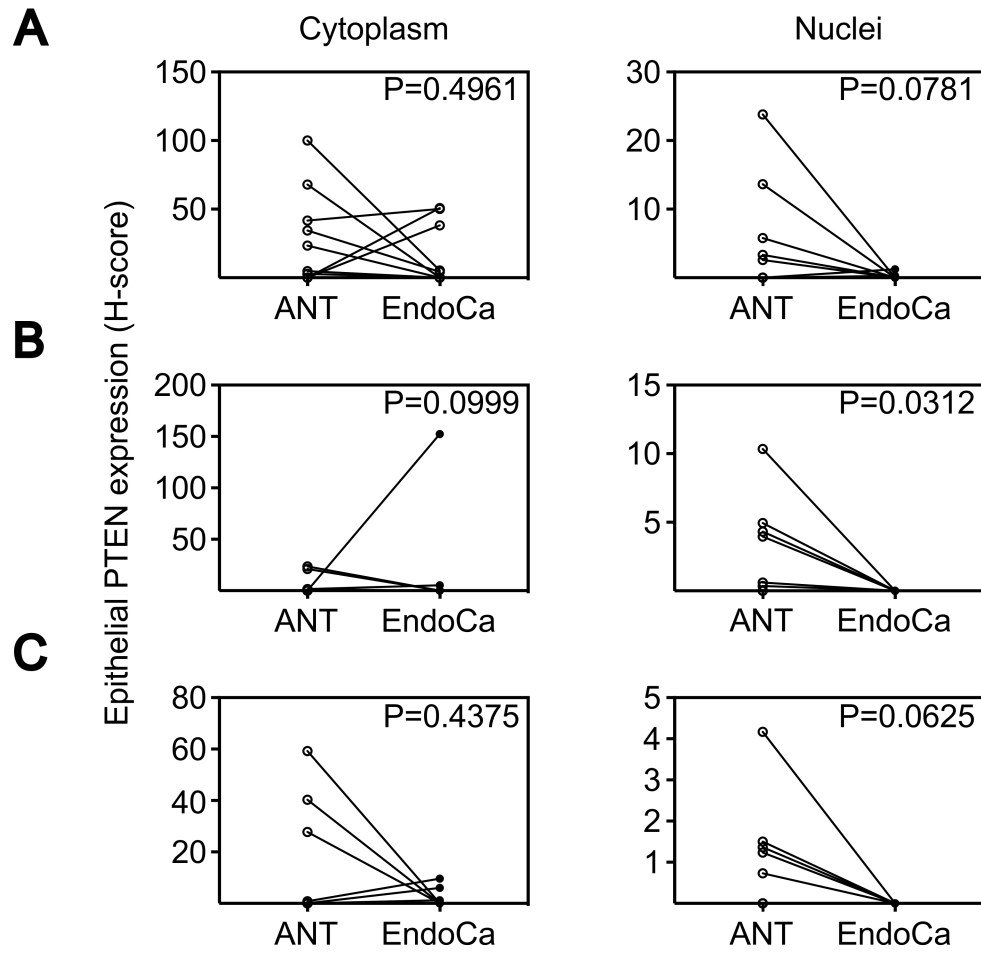 A
Cytoplasm
Nuclei
Epithelial PTEN expression (H-score)
150
100
50
P=0.4961
ANT EndoCa
30
20
10
P=0.0781
ANT EndoCa
B
200
150
100
50
P=0.0999
ANT EndoCa
15
10
5
P=0.0312
ANT EndoCa
C
80
60
40
20
P=0.4375
ANT EndoCa
5
4
3
2
1
P=0.0625
ANT EndoCa